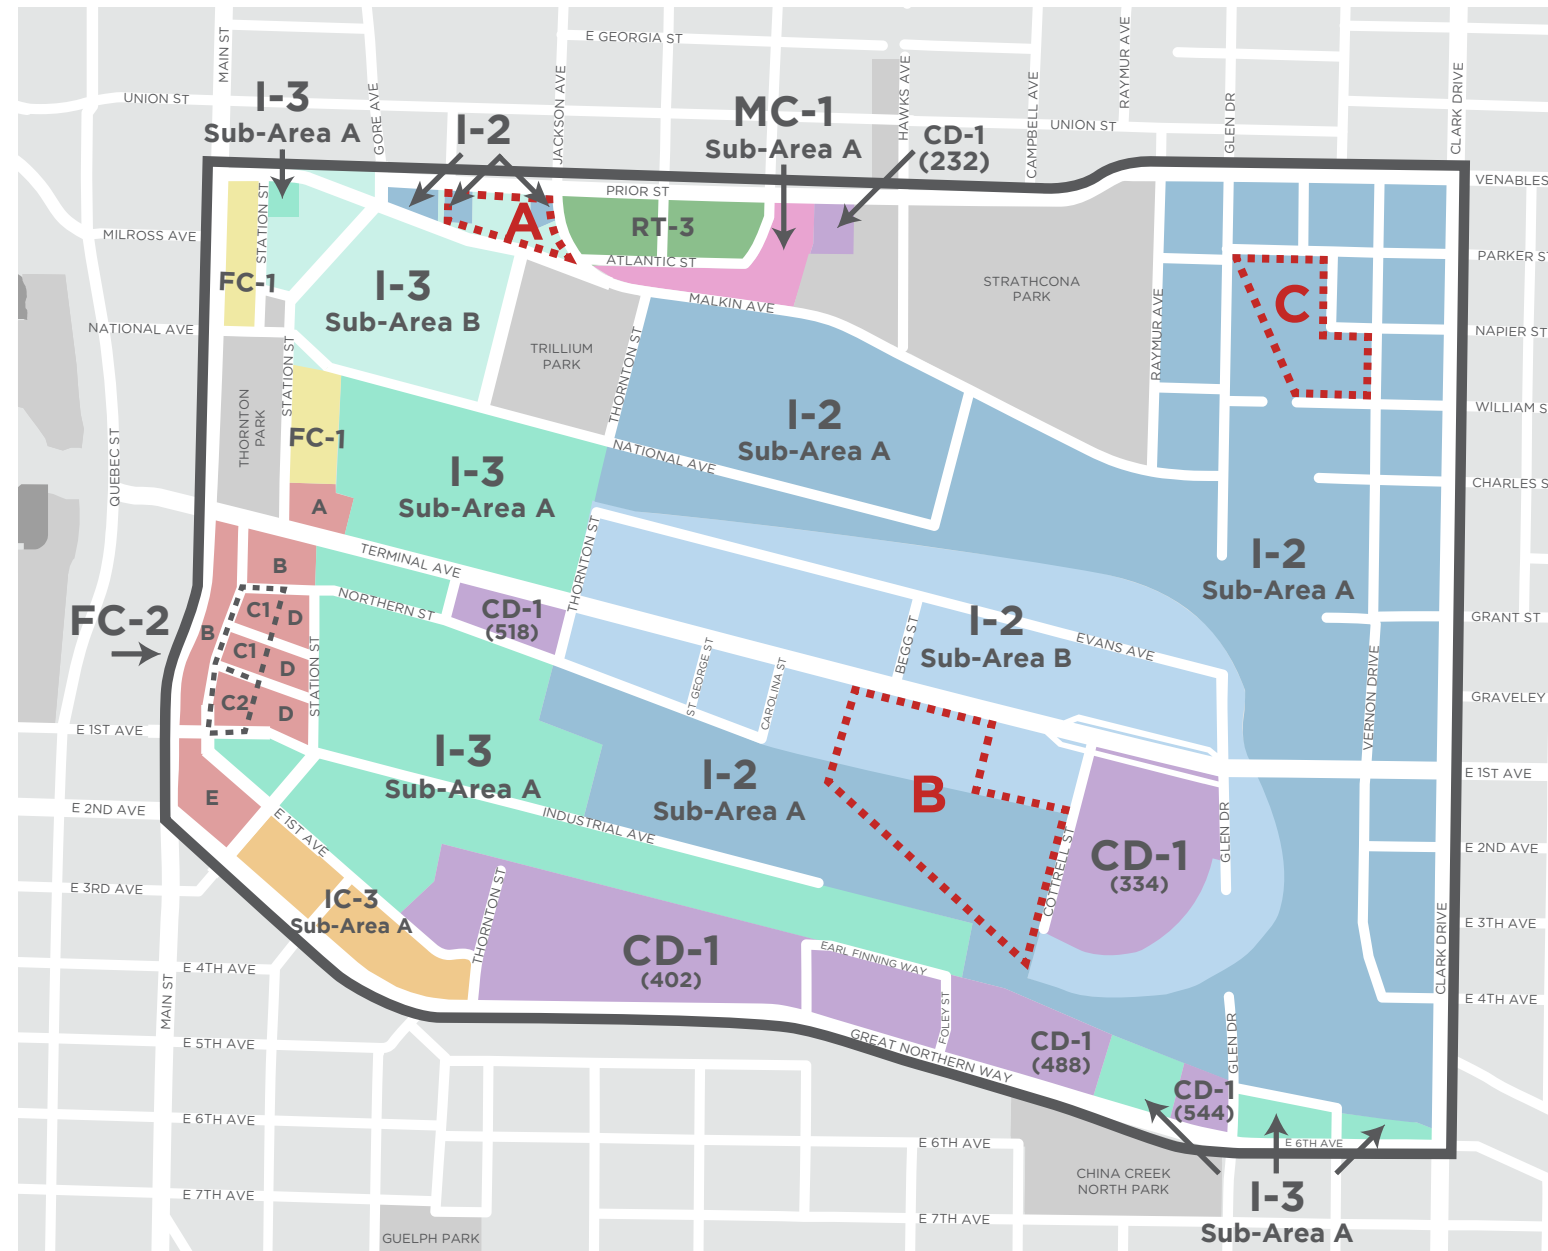 E GEORGIA ST
MAIN ST
GORE AVE
JACKSON AVE
HAWKS AVE
CAMPBELL AVE
RAYMUR AVE
GLEN DR
CLARK DRIVE
UNION ST
UNION ST
I-3
Sub-Area A
I-2
MC-1
Sub-Area A
CD-1
(232)
PRIOR ST
VENABLES
STATION ST
MILROSS AVE
A
RT-3
ATLANTIC ST
PARKER ST
FC-1
I-3
Sub-Area B
MALKIN AVE
STRATHCONA
PARK
RAYMUR AVE
C
NATIONAL AVE
NAPIER ST
TRILLIUM
PARK
THORNTON ST
STATION ST
THORNTON
PARK
QUEBEC ST
FC-1
I-2
Sub-Area A
WILLIAM S
NATIONAL AVE
I-3
Sub-Area A
CHARLES S
A
TERMINAL AVE
THORNTON ST
I-2
Sub-Area A
B
NORTHERN ST
CD-1
(518)
FC-2
B
C1
D
C1
D
C2
D
STATION ST
ST GEORGE ST
CAROLINA ST
BEGG ST
I-2
Sub-Area B
EVANS AVE
GRANT ST
GRAVELEY
VERNON DRIVE
E 1ST AVE
I-3
Sub-Area A
I-2
Sub-Area A
B
E 1ST AVE
E
E 2ND AVE
E 1ST AVE
INDUSTRIAL AVE
COTTRELL ST
CD-1
(334)
GLEN DR
E 2ND AVE
E 3RD AVE
IC-3
Sub-Area A
THORNTON ST
CD-1
(402)
EARL FINNING WAY
FOLEY ST
CLARK DRIVE
E 3TH AVE
E 4TH AVE
MAIN ST
E 4TH AVE
E 5TH AVE
GREAT NORTHERN WAY
CD-1
(488)
GLEN DR
CD-1
(544)
E 6TH AVE
E 6TH AVE
E 6TH AVE
CHINA CREEK
NORTH PARK
I-3
Sub-Area A
E 7TH AVE
E 7TH AVE
GUELPH PARK